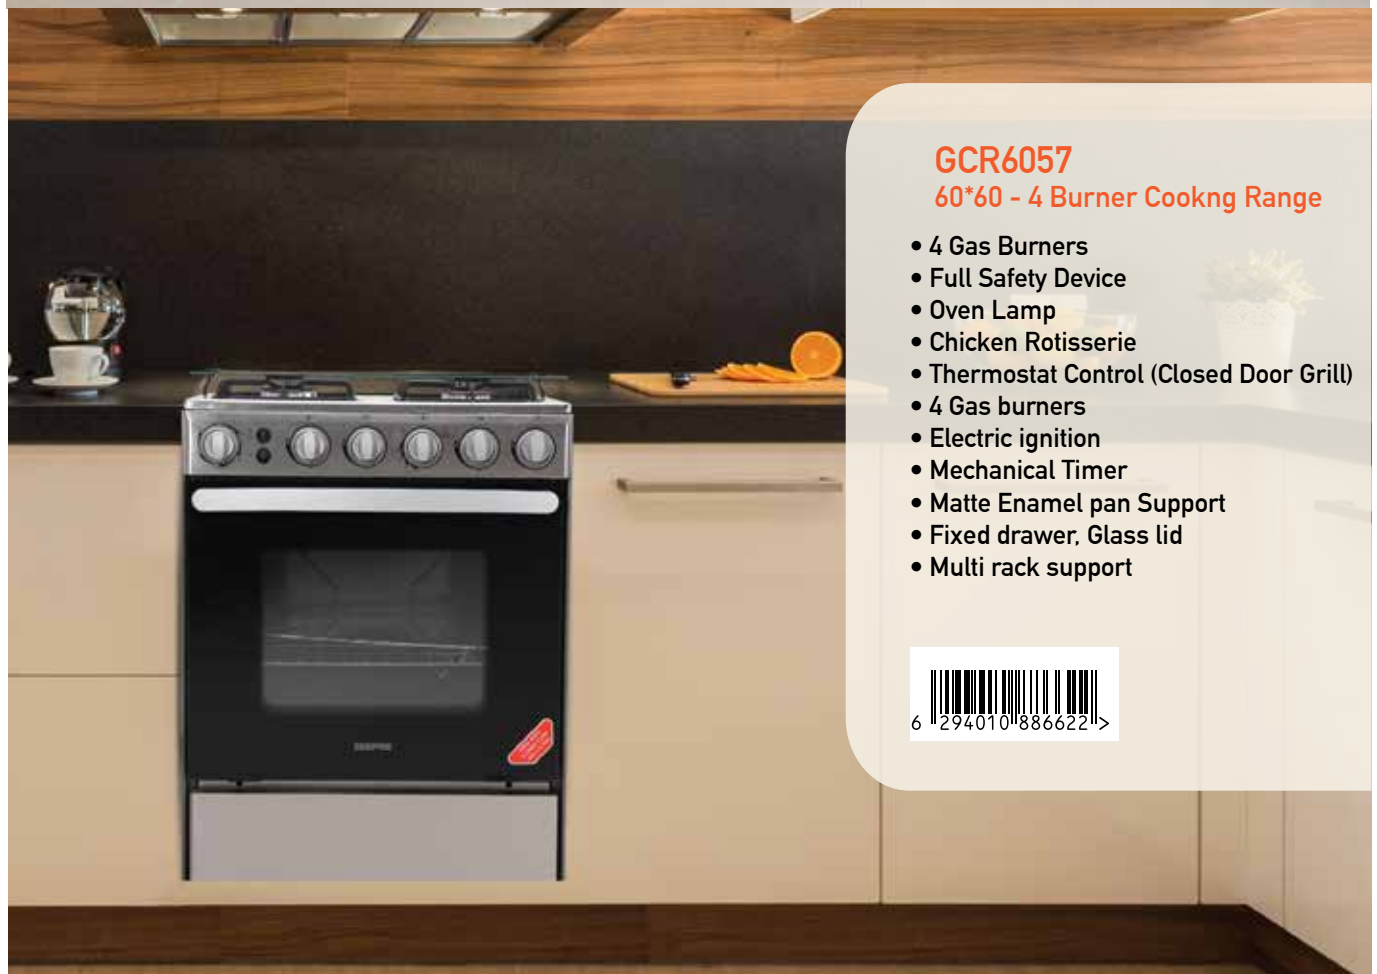 GCR6057
60*60 - 4 Burner Cookng Range
• 4 Gas Burners
• Full Safety Device
• Oven Lamp
• Chicken Rotisserie
• Thermostat Control (Closed Door Grill)
• 4 Gas burners
• Electric ignition
• Mechanical Timer
• Matte Enamel pan Support
• Fixed drawer, Glass lid
• Multi rack support
6 294010 886622 >